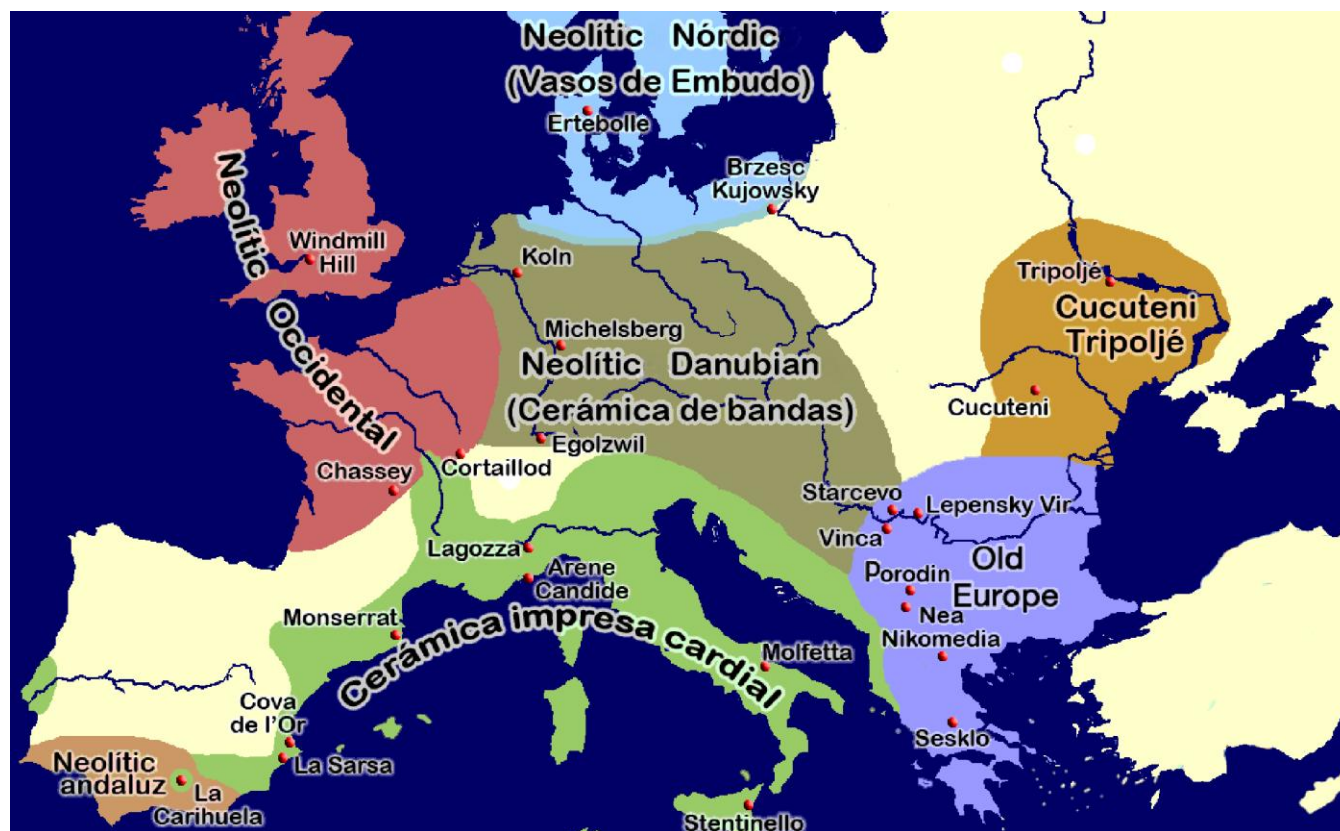 Neolític Nórdic
(Vasos de Embudo)
Ertebolle
Brzesc
Kujowsky
Neolític Occidental
Windmill
Hill
Koln
Tripoljé
Cucuteni
Tripoljé
Michelsberg
Neolític Danubian
(Cerámica de bandas)
Cucuteni
Egolzwil
Cortaillod
Chassey
Starcevo
Lepensky Vir
Vinca
Lagozza
Arene
Candide
Old
Europe
Porodin
Nea
Nikomedia
Monserrat
Cerámica impresa cardial
Molfetta
Cova
de l'Or
Sesklo
La Sarsa
Neolític
andaluz
La
Carihuela
Stentinello